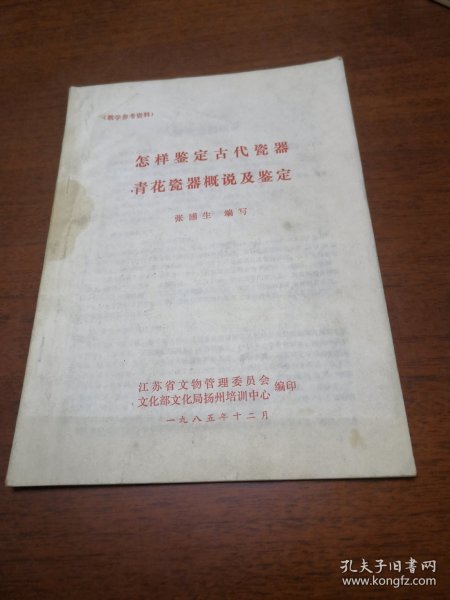 （教学参考资料）
怎样鉴定古代瓷器
青花瓷器概说及鉴定
张浦生 编写
江苏省文物管理委员会
文化部文化局扬州培训中心
编印
一九八五年十二月
孔夫子旧书网
www.kongfz.com